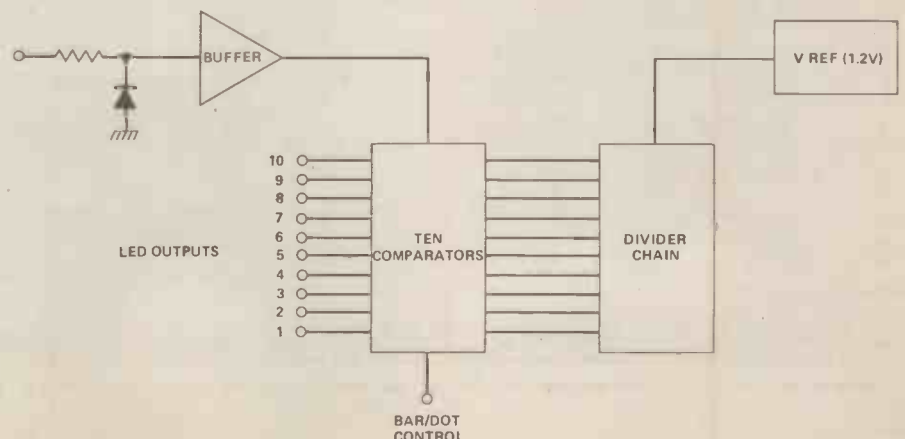 BUFFER
V REF (1.2V)
10
9
8
7
6
5
4
3
2
1
LED OUTPUTS
TEN
COMPARATORS
DIVIDER
CHAIN
BAR/DOT
CONTROL